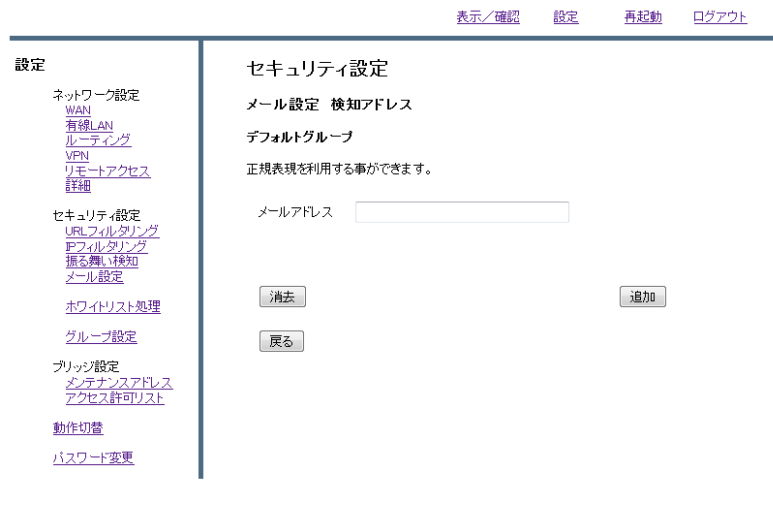 表示／確認 設定 再起動 ログアウト
設定
ネットワーク設定
WAN
有線LAN
ルーティング
VPN
リモートアクセス
詳細
セキュリティ設定
URLフィルタリング
IPフィルタリング
振る舞い検知
メール設定
ホワイトリスト処理
グループ設定
ブリッジ設定
メンテナンスアドレス
アクセス許可リスト
動作切替
パスワード変更
セキュリティ設定
メール設定 検知アドレス
デフォルトグループ
正規表現を利用する事ができます。
メールアドレス
消去 追加
戻る